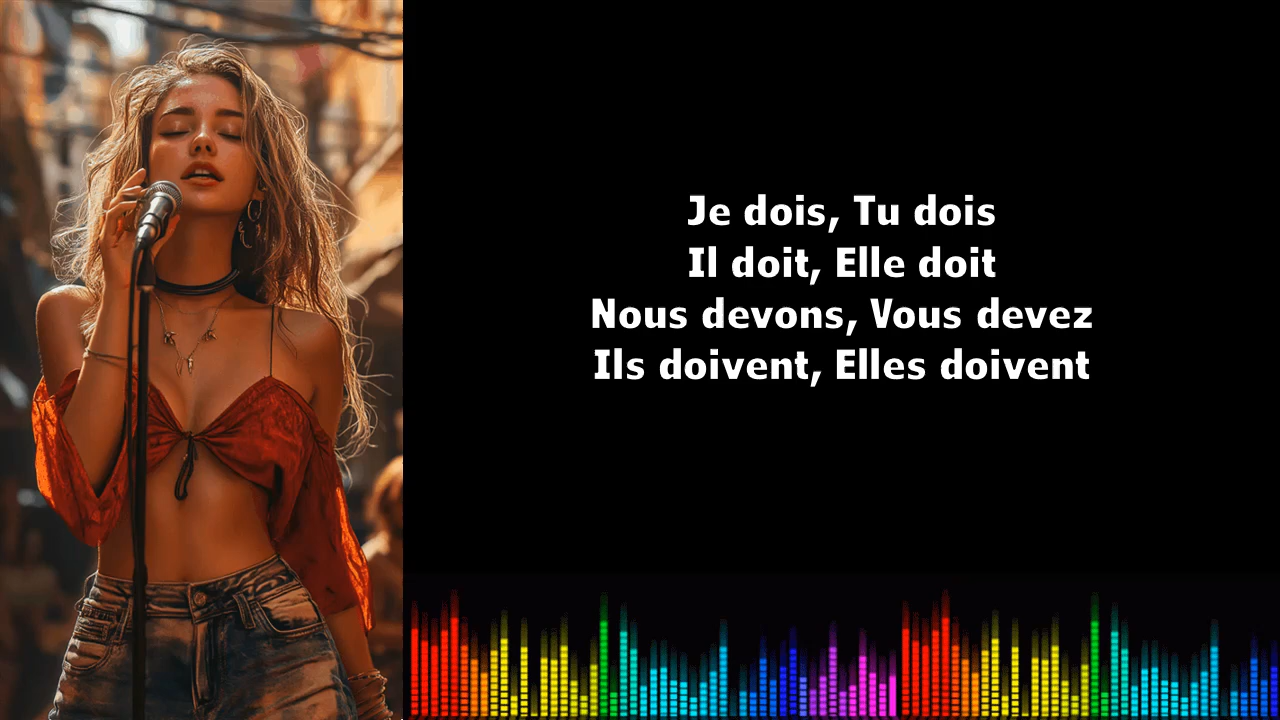 Je dois, Tu dois
Il doit, Elle doit
Nous devons, Vous devez
Ils doivent, Elles doivent